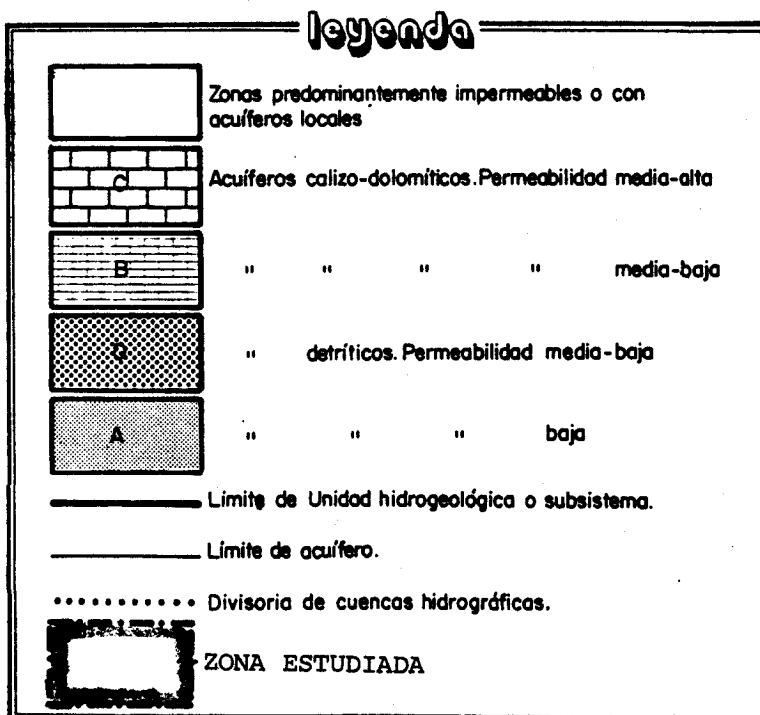 leyenda
Zonas predominantemente impermeables o con
acuíferos locales
C
Acuíferos calizo-dolomíticos. Permeabilidad media-alta
B
" " " " media-baja
Q
" detríticos. Permeabilidad media-baja
A
" " " baja
Límite de Unidad hidrogeológica o subsistema.
Límite de acuífero.
Divisoria de cuencas hidrográficas.
ZONA ESTUDIADA